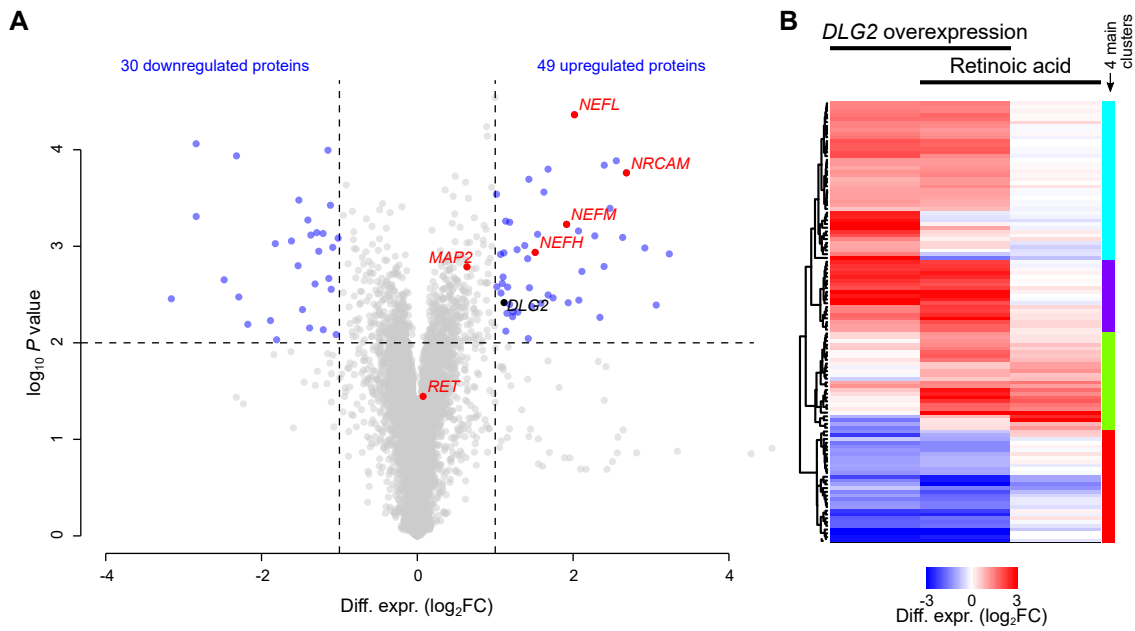 A
30 downregulated proteins
49 upregulated proteins
NEFL
NRCAM
NEFM
NEFH
MAP2
DLG2
RET
log10 P value
0
1
2
3
4
-4
-2
0
2
4
Diff. expr. (log2FC)
B
DLG2 overexpression
Retinoic acid
4 main
clusters
-3
0
3
Diff. expr. (log2FC)